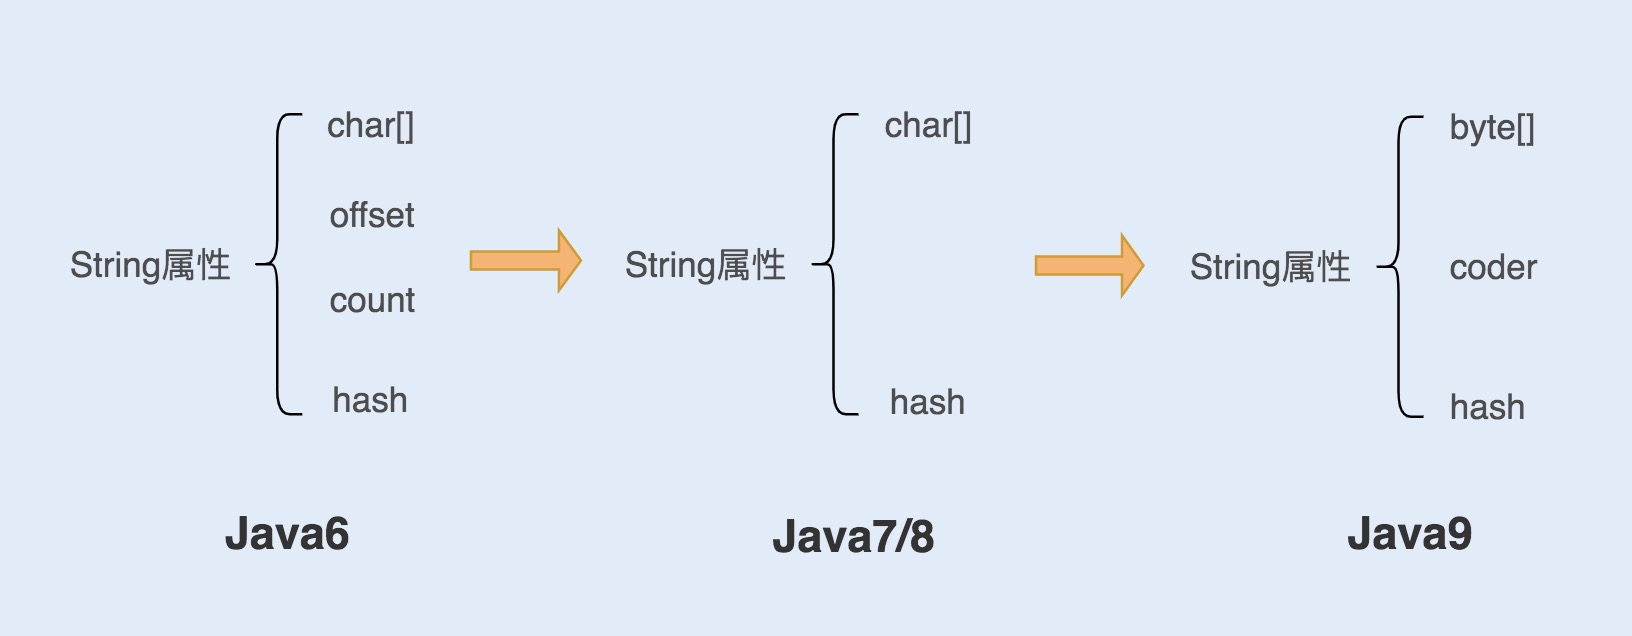 String属性
char[]
offset
count
hash
Java6
String属性
char[]
hash
Java7/8
String属性
byte[]
coder
hash
Java9